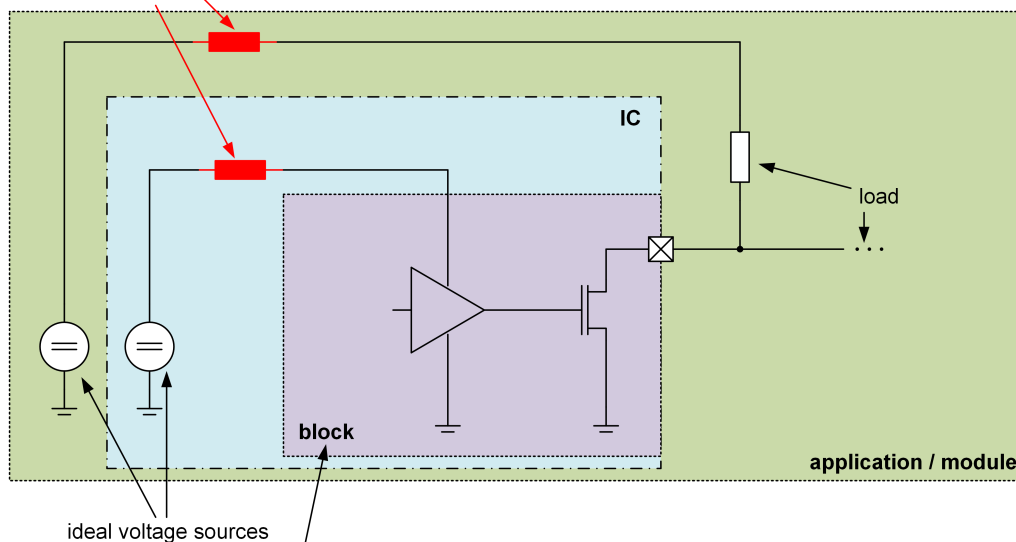 IC
load
. . .
block
application / module
ideal voltage sources